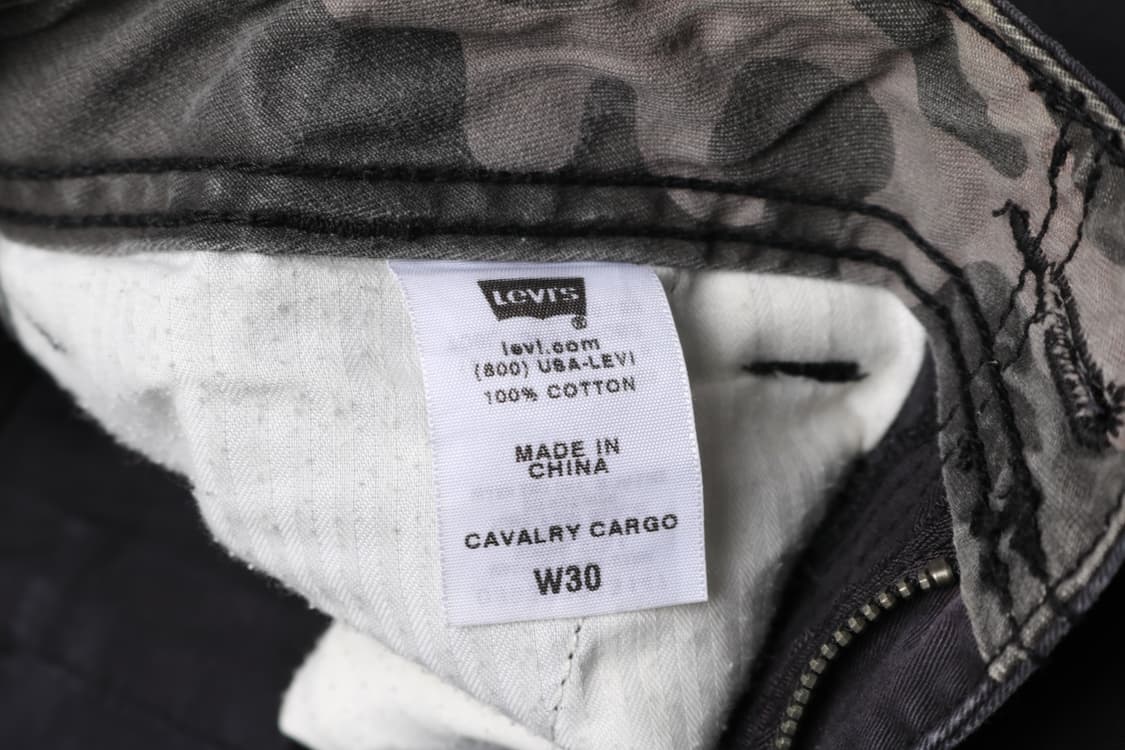 Levi's
®
levi.com
(800) USA-LEVI
100% COTTON
MADE IN
CHINA
CAVALRY CARGO
W30